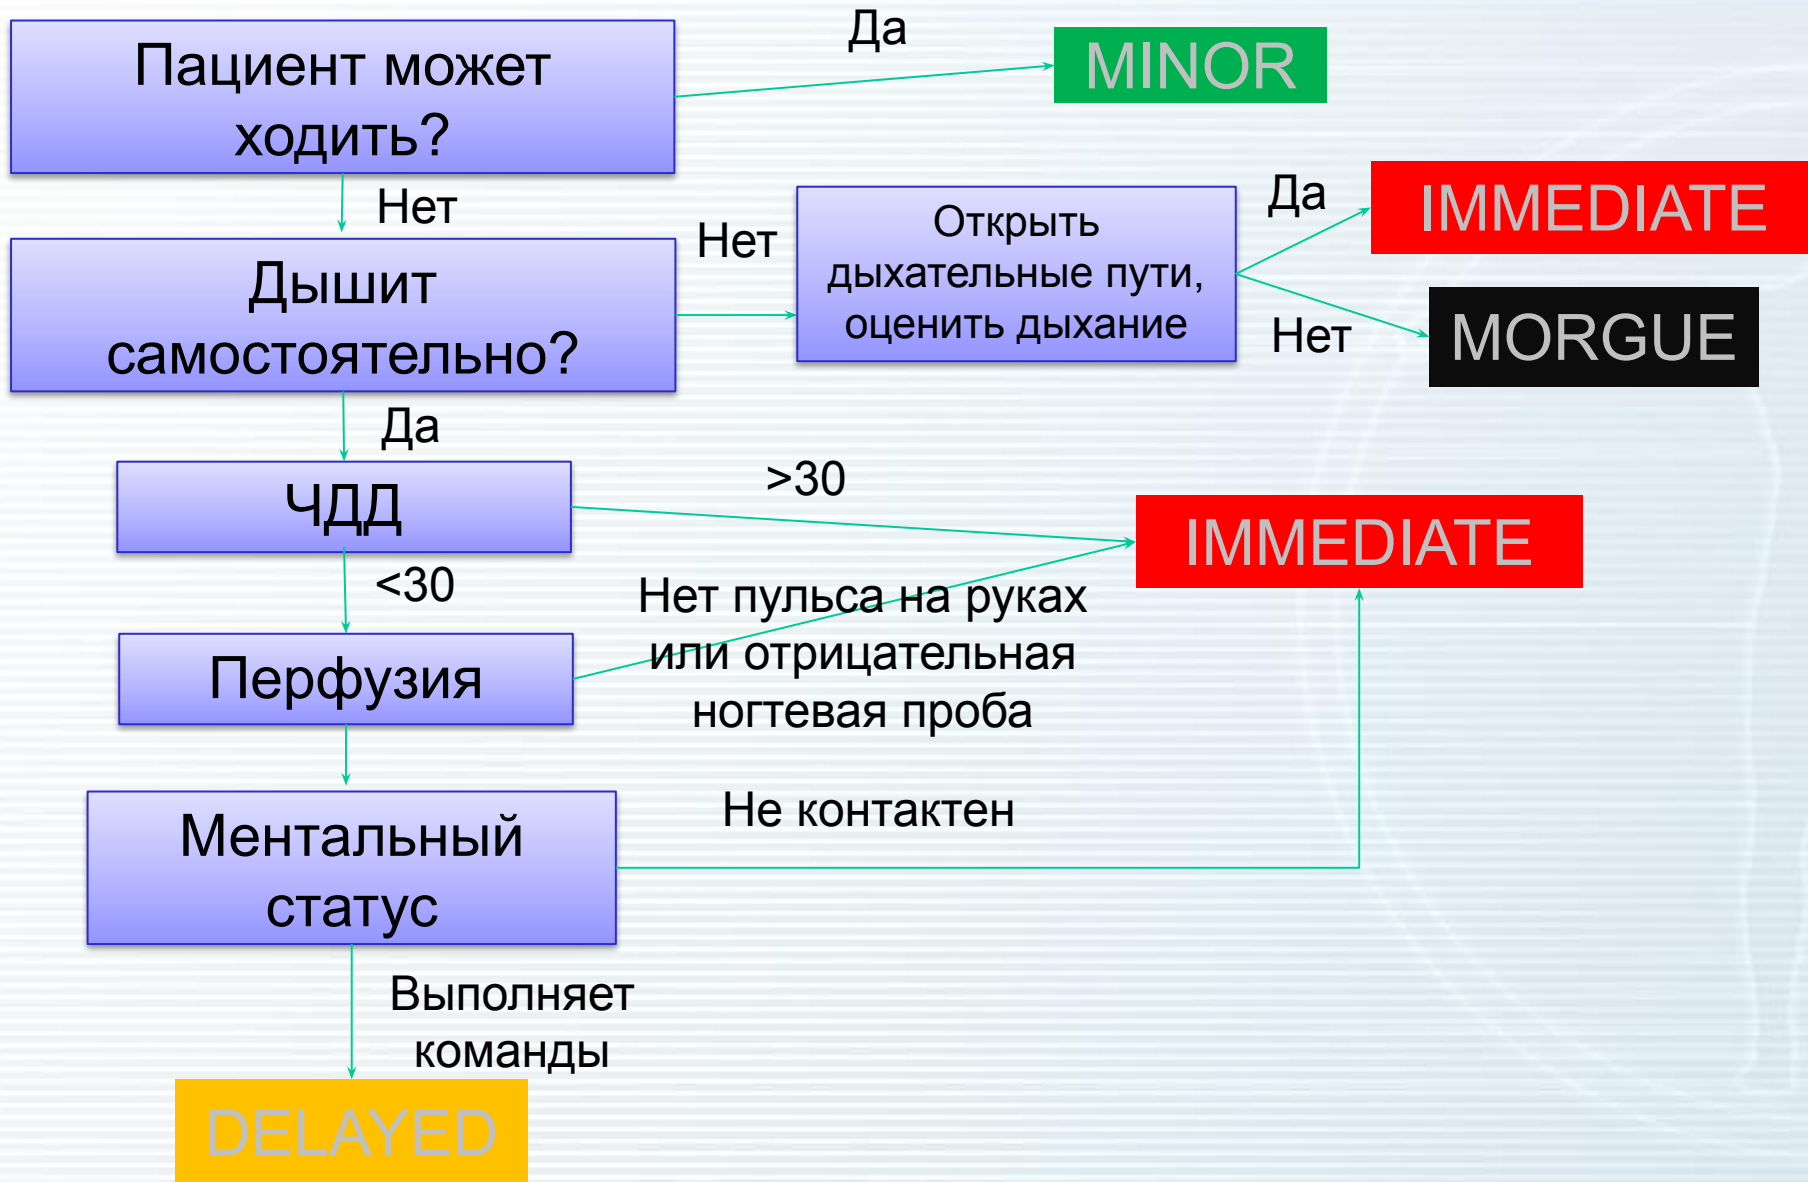 Да
Пациент может
ходить?
MINOR
Нет
Нет
Открыть
дыхательные пути,
оценить дыхание
Да
IMMEDIATE
Дышит
самостоятельно?
Нет
MORGUE
Да
ЧДД
>30
IMMEDIATE
<30
Нет пульса на руках
или отрицательная
ногтевая проба
Перфузия
Ментальный
статус
Не контактен
Выполняет
команды
DELAYED